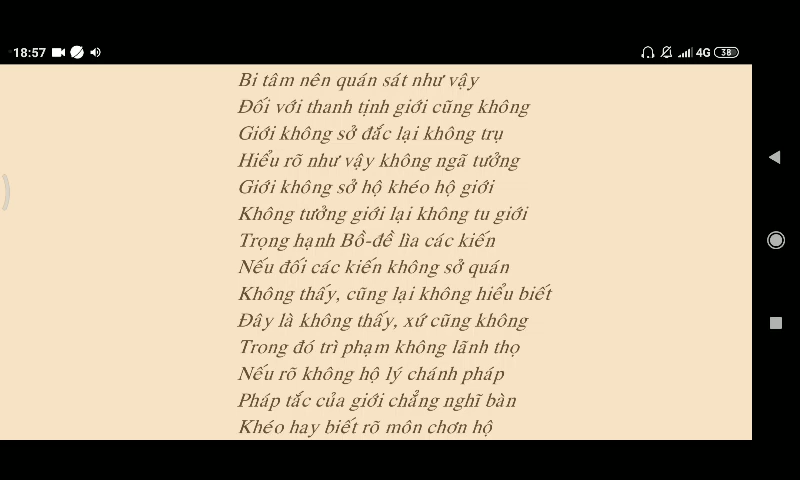 18:57 4G 38
Bi tâm nên quán sát như vậy
Đối với thanh tịnh giới cũng không
Giới không sở đắc lại không trụ
Hiểu rõ như vậy không ngã tưởng
Giới không sở hộ khéo hộ giới
Không tưởng giới lại không tu giới
Trọng hạnh Bồ-đề lìa các kiến
Nếu đối các kiến không sở quán
Không thấy, cũng lại không hiểu biết
Đây là không thấy, xứ cũng không
Trong đó trì phạm không lãnh thọ
Nếu rõ không hộ lý chánh pháp
Pháp tắc của giới chẳng nghĩ bàn
Khéo hay biết rõ môn chơn hộ